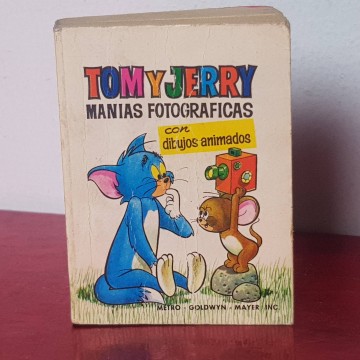 TOM Y JERRY
MANIAS FOTOGRAFICAS
con
dibujos animados
METRO - GOLDWYN - MAYER, INC.